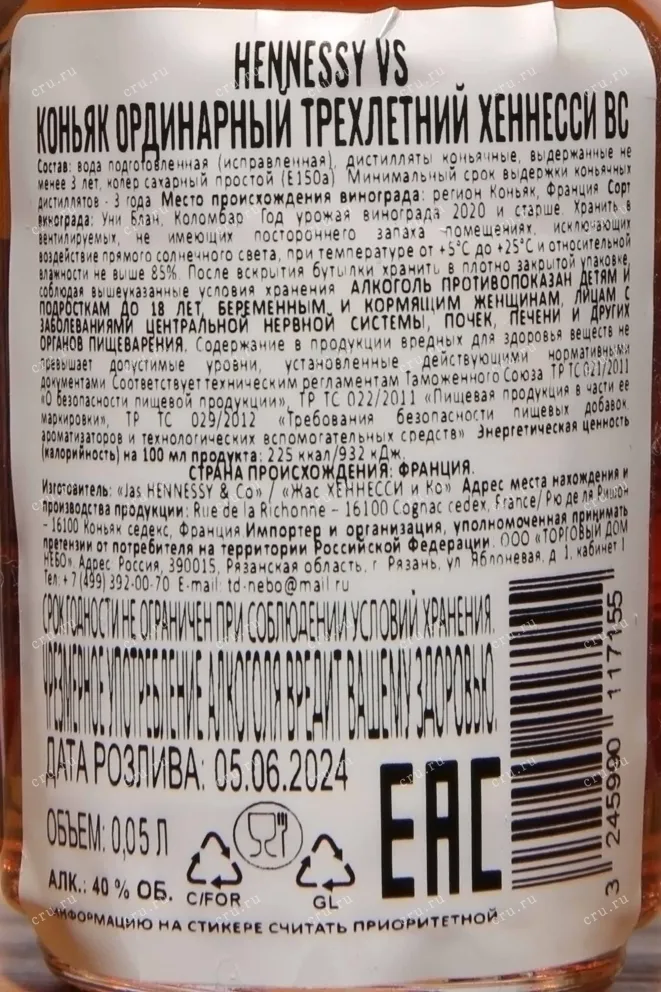 HENNESSY VS
КОНЬЯК ОРДИНАРНЫЙ ТРЕХЛЕТНИЙ ХЕННЕССИ ВС
Состав: вода подготовленная (исправленная), дистилляты коньячные, выдержанные не
менее 3 лет, колер сахарный простой (Е150а) Минимальный срок выдержки коньячных
дистиллятов - 3 года Место происхождения винограда: регион Коньяк, Франция Сорт
винограда: Уни Блан, Коломбар Год урожая винограда 2020 и старше. Хранить в
вентилируемых, не имеющих постороннего запаха помещениях, исключающих
воздействие прямого солнечного света, при температуре от +5°С до +25°С и относительной
влажности не выше 85%. После вскрытия бутылки хранить в плотно закрытой упаковке,
соблюдая вышеуказанные условия хранения АЛКОГОЛЬ ПРОТИВОПОКАЗАН ДЕТЯМ И
ПОДРОСТКАМ ДО 18 ЛЕТ, БЕРЕМЕННЫМ И КОРМЯЩИМ ЖЕНЩИНАМ, ЛИЦАМ С
ЗАБОЛЕВАНИЯМИ ЦЕНТРАЛЬНОЙ НЕРВНОЙ СИСТЕМЫ, ПОЧЕК, ПЕЧЕНИ И ДРУГИХ
ОРГАНОВ ПИЩЕВАРЕНИЯ. Содержание в продукции вредных для здоровья веществ не
превышает допустимые уровни, установленные действующими нормативными
документами Соответствует техническим регламентам Таможенного Союза ТР ТС 021/2011
«О безопасности пищевой продукции», ТР ТС 022/2011 «Пищевая продукция в части ее
маркировки», ТР ТС 029/2012 «Требования безопасности пищевых добавок,
ароматизаторов и технологических вспомогательных средств» Энергетическая ценность
(калорийность) на 100 мл продукта: 225 ккал/932 кДж.
СТРАНА ПРОИСХОЖДЕНИЯ: ФРАНЦИЯ.
Изготовитель: «Jas HENNESSY & Co» / «Жас ХЕННЕССИ и Ко» Адрес места нахождения и
производства продукции: Rue de la Richonne – 16100 Cognac cedex, France/ Рю де ля Ришон
– 16100 Коньяк седекс, Франция Импортер и организация, уполномоченная принимать
претензии от потребителя на территории Российской Федерации. ООО «ТОРГОВЫЙ ДОМ
НЕБО» Адрес Россия, 390015, Рязанская область, г Рязань, ул Яблоневая, д 1, кабинет 1
Тел: +7 (499) 392-00-70 E-mail: td-nebo@mail ru
СРОК ГОДНОСТИ НЕ ОГРАНИЧЕН ПРИ СОБЛЮДЕНИИ УСЛОВИЙ ХРАНЕНИЯ.
ЧРЕЗМЕРНОЕ УПОТРЕБЛЕНИЕ АЛКОГОЛЯ ВРЕДИТ ВАШЕМУ ЗДОРОВЬЮ.
ДАТА РОЗЛИВА: 05.06.2024
ОБЪЕМ: 0,05 Л
АЛК.: 40 % ОБ.
C/FOR
GL
EAC
3 245990 117155
ИНФОРМАЦИЮ НА СТИКЕРЕ СЧИТАТЬ ПРИОРИТЕТНОЙ
cru.ru